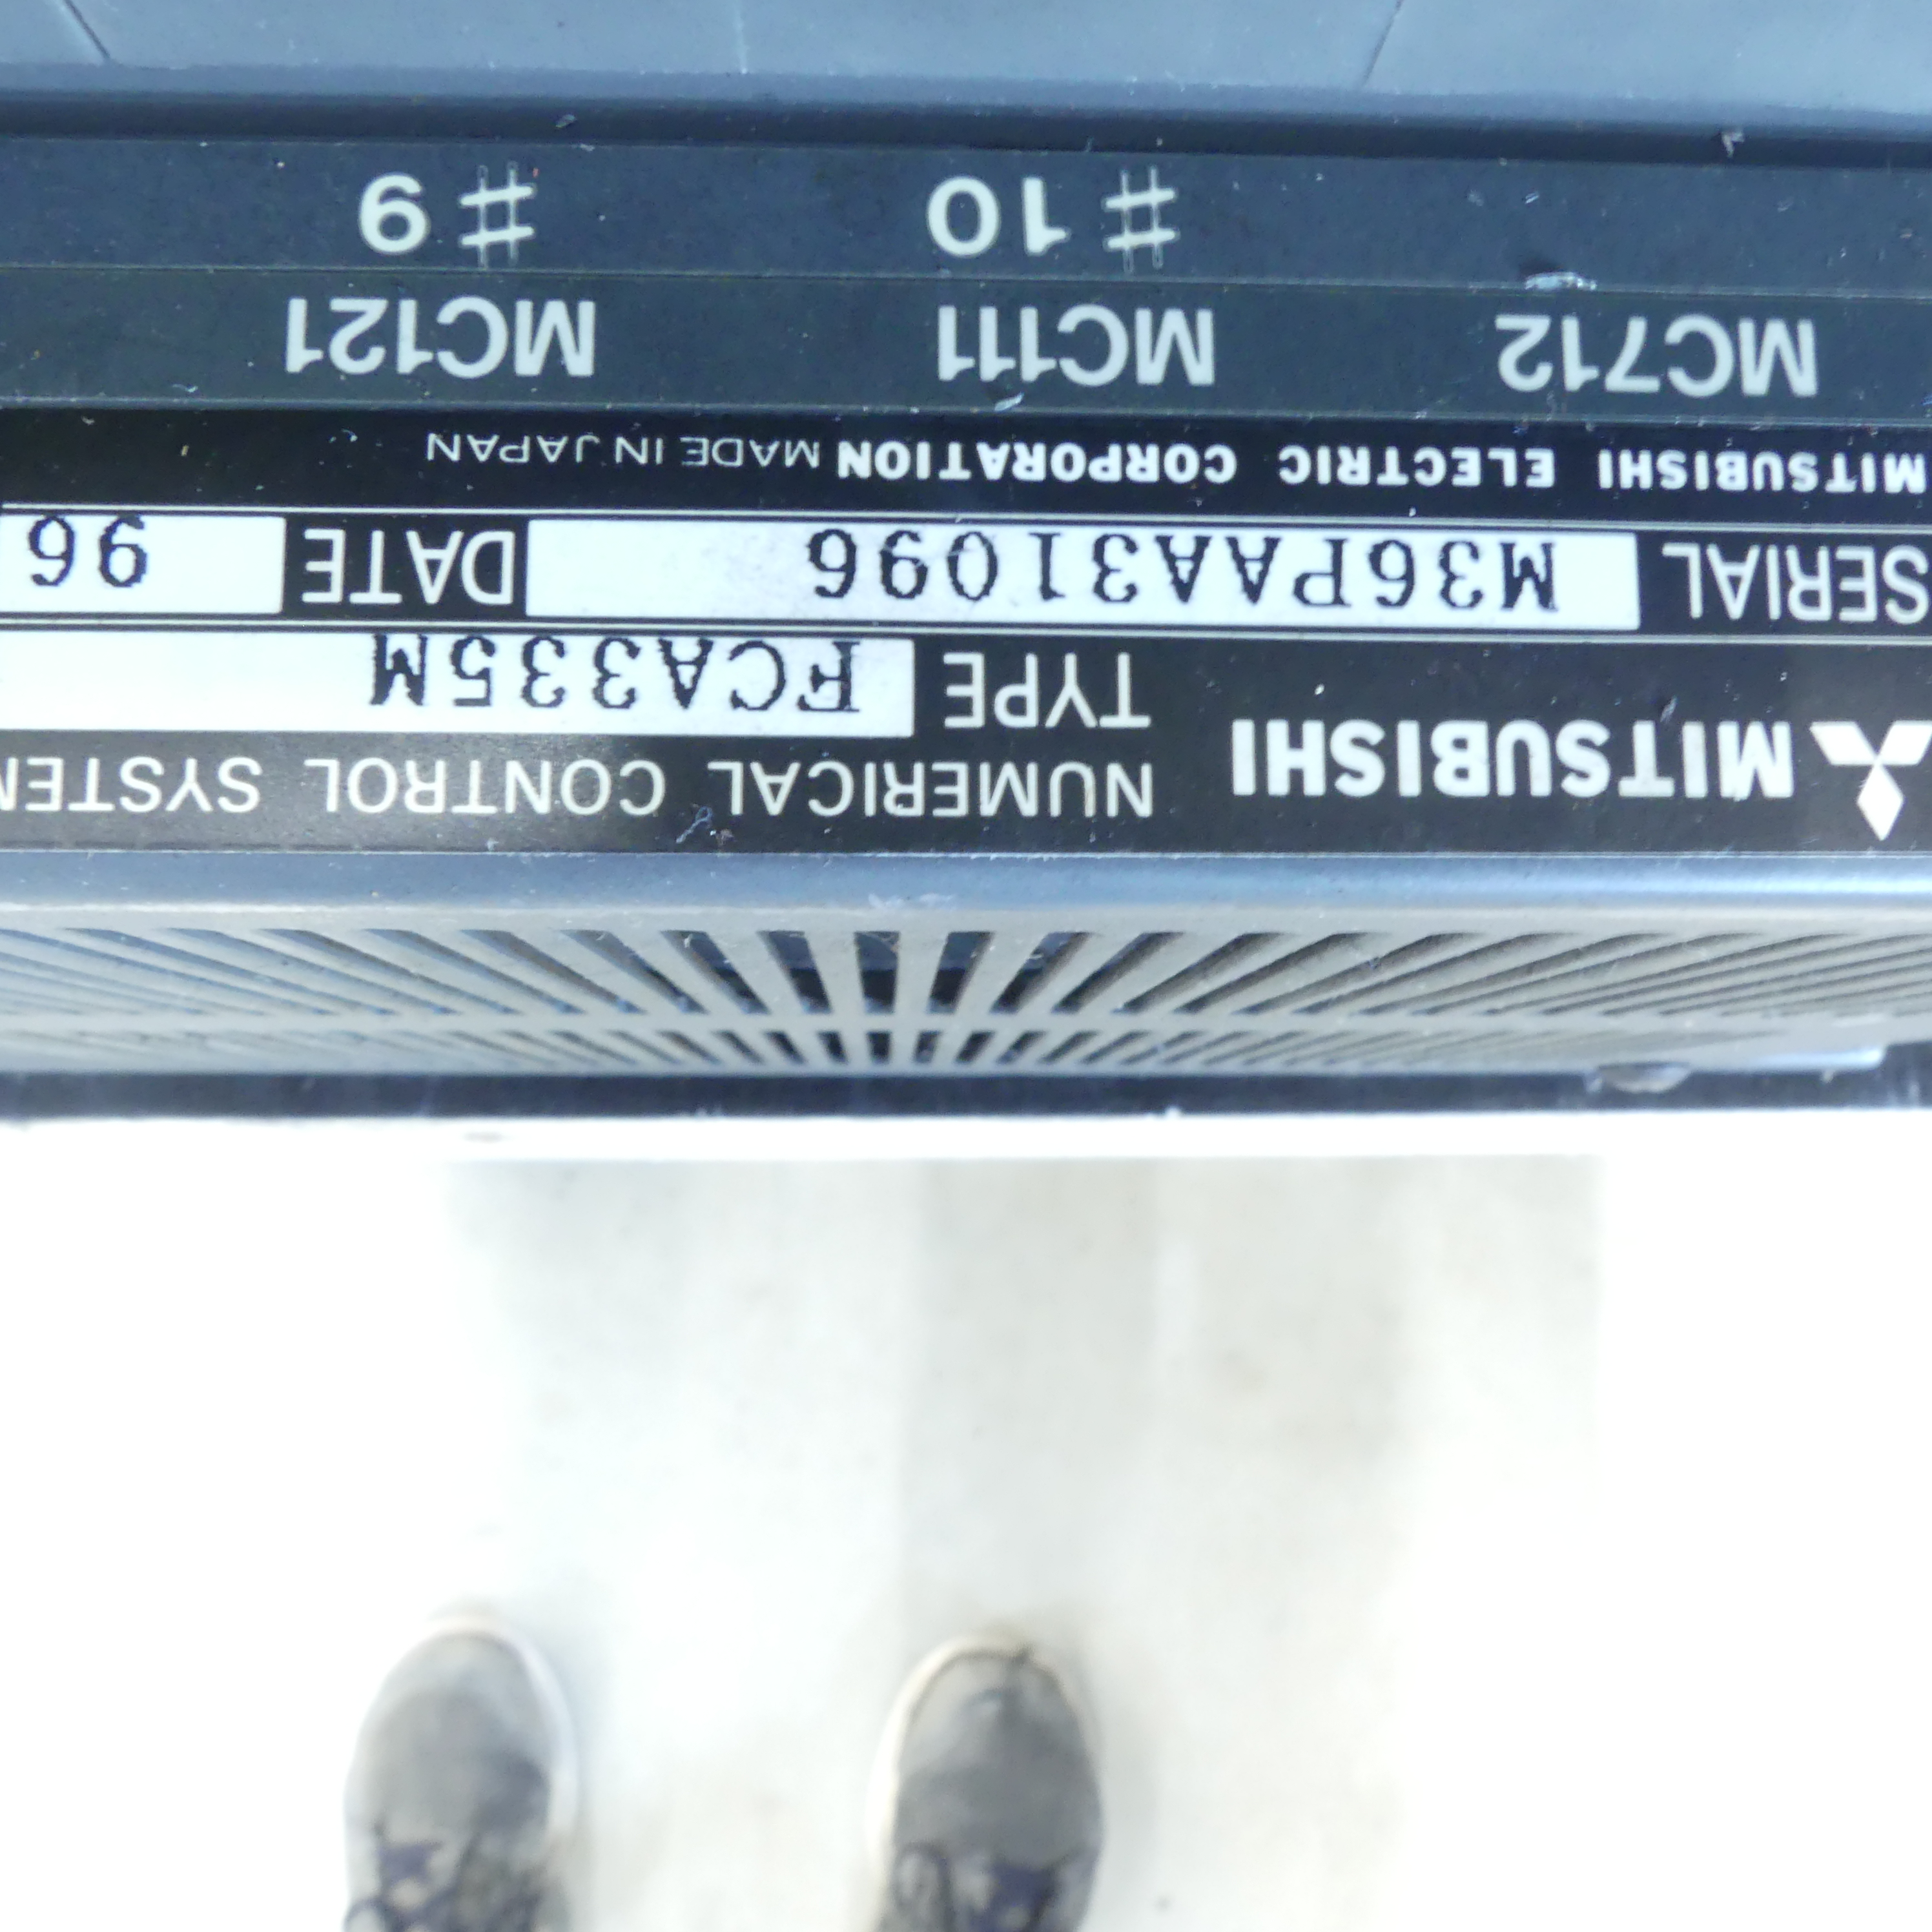 MITSUBISHI NUMERICAL CONTROL SYSTEM
TYPE FCA335M
SERIAL M36PAA31096 DATE 96
MITSUBISHI ELECTRIC CORPORATION MADE IN JAPAN
MC712 MC111 MC121
#10 #9